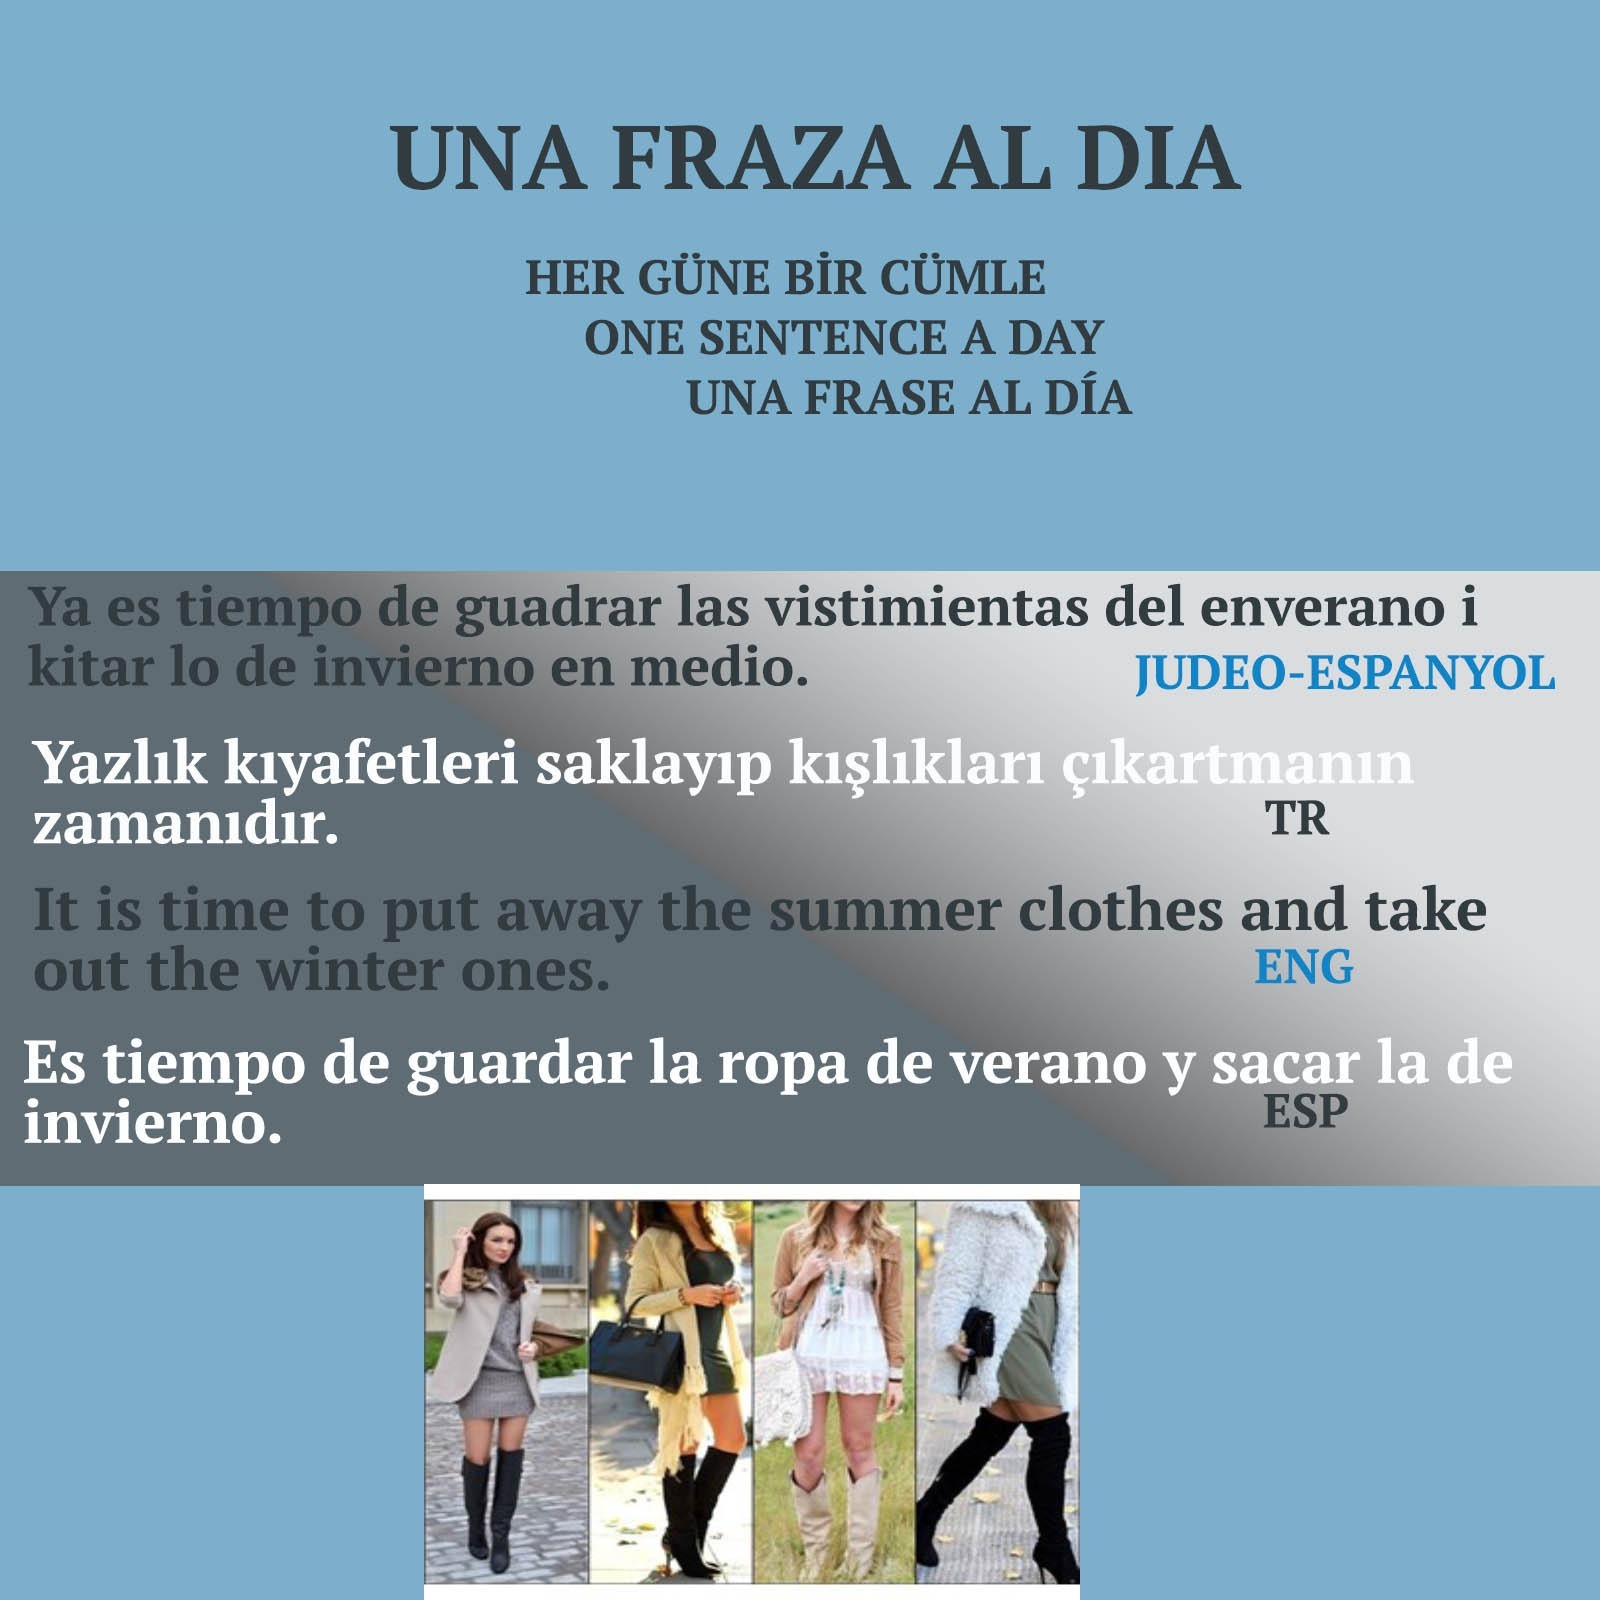 UNA FRAZA AL DIA
HER GÜNE BİR CÜMLE
ONE SENTENCE A DAY
UNA FRASE AL DÍA
Ya es tiempo de guadrar las vistimientas del enverano i
kitar lo de invierno en medio.
JUDEO-ESPANYOL
Yazlık kıyafetleri saklayıp kışlıkları çıkartmanın
zamanıdır.
TR
It is time to put away the summer clothes and take
out the winter ones.
ENG
Es tiempo de guardar la ropa de verano y sacar la de
invierno.
ESP